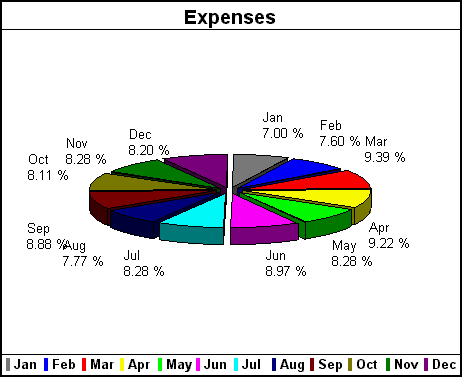 Expenses
Jan
7.00 %
Feb
7.60 %
Mar
9.39 %
Apr
9.22 %
May
8.28 %
Jun
8.97 %
Jul
8.28 %
Aug
7.77 %
Sep
8.88 %
Oct
8.11 %
Nov
8.28 %
Dec
8.20 %
Jan Feb Mar Apr May Jun Jul Aug Sep Oct Nov Dec